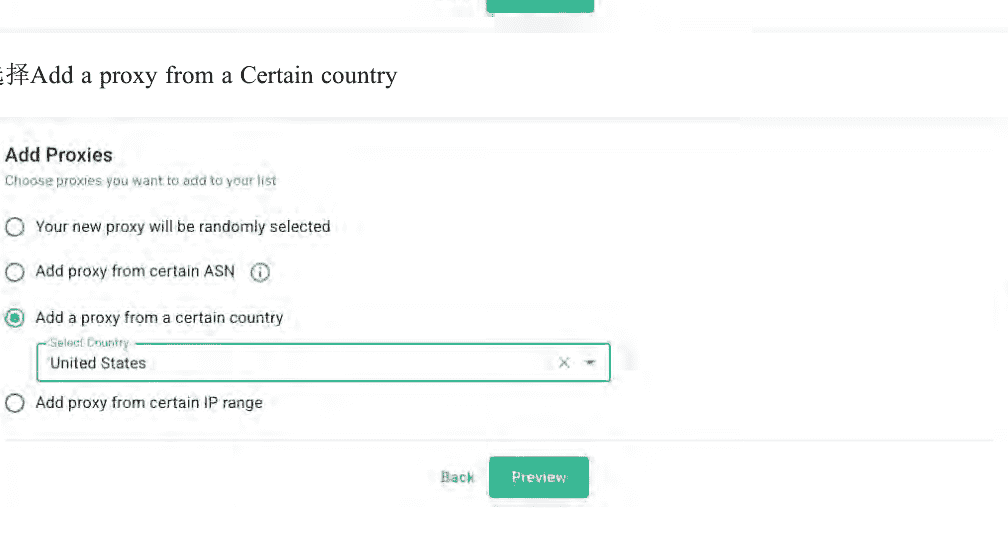 择Add a proxy from a Certain country
Add Proxies
Choose proxies you want to add to your list
Your new proxy will be randomly selected
Add proxy from certain ASN
Add a proxy from a certain country
Select Country
United States
Add proxy from certain IP range
Back Preview